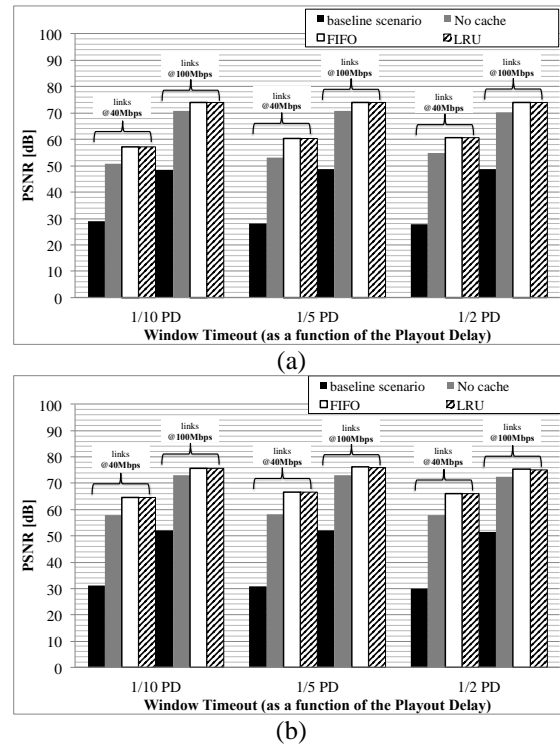 baseline scenario No cache
FIFO LRU
100
90
80
70
60
50
40
30
20
10
0
PSNR [dB]
links
@40Mbps
links
@100Mbps
links
@40Mbps
links
@100Mbps
links
@40Mbps
links
@100Mbps
1/10 PD 1/5 PD 1/2 PD
Window Timeout (as a function of the Playout Delay)
(a)
baseline scenario No cache
FIFO LRU
100
90
80
70
60
50
40
30
20
10
0
PSNR [dB]
links
@40Mbps
links
@100Mbps
links
@40Mbps
links
@100Mbps
links
@40Mbps
links
@100Mbps
1/10 PD 1/5 PD 1/2 PD
Window Timeout (as a function of the Playout Delay)
(b)